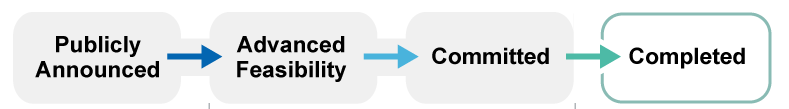 Publicly
Announced
Advanced
Feasibility
Committed
Completed